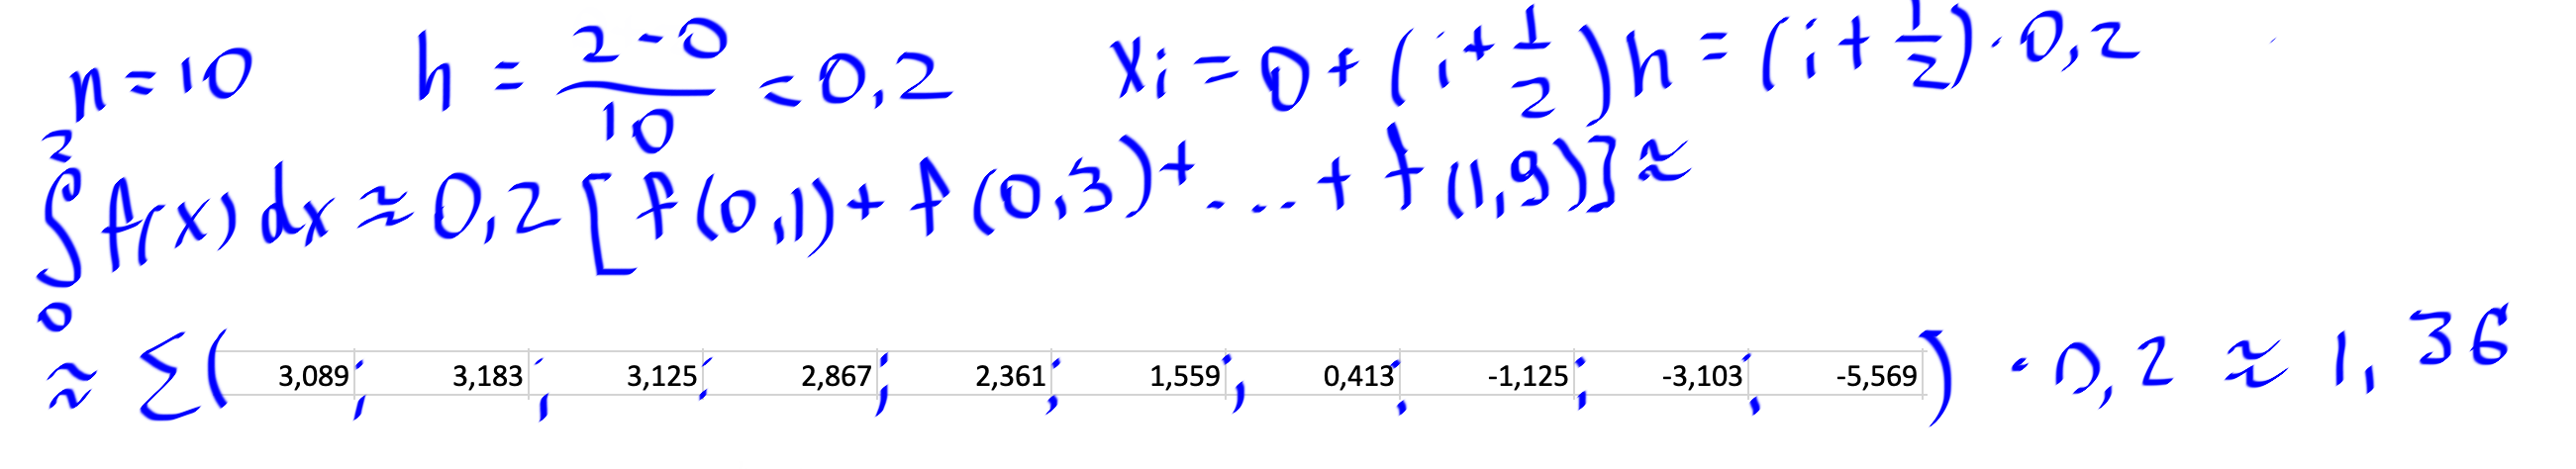 n = 10 h = (2-0)/10 = 0,2 xi = 0 + (i + 1/2)h = (i + 1/2)·0,2
∫₀² f(x) dx ≈ 0,2 [f(0,1) + f(0,3) + ... + f(1,9)] ≈
≈ Σ( 3,089; 3,183; 3,125; 2,867; 2,361; 1,559; 0,413; -1,125; -3,103; -5,569 ) · 0,2 ≈ 1,36